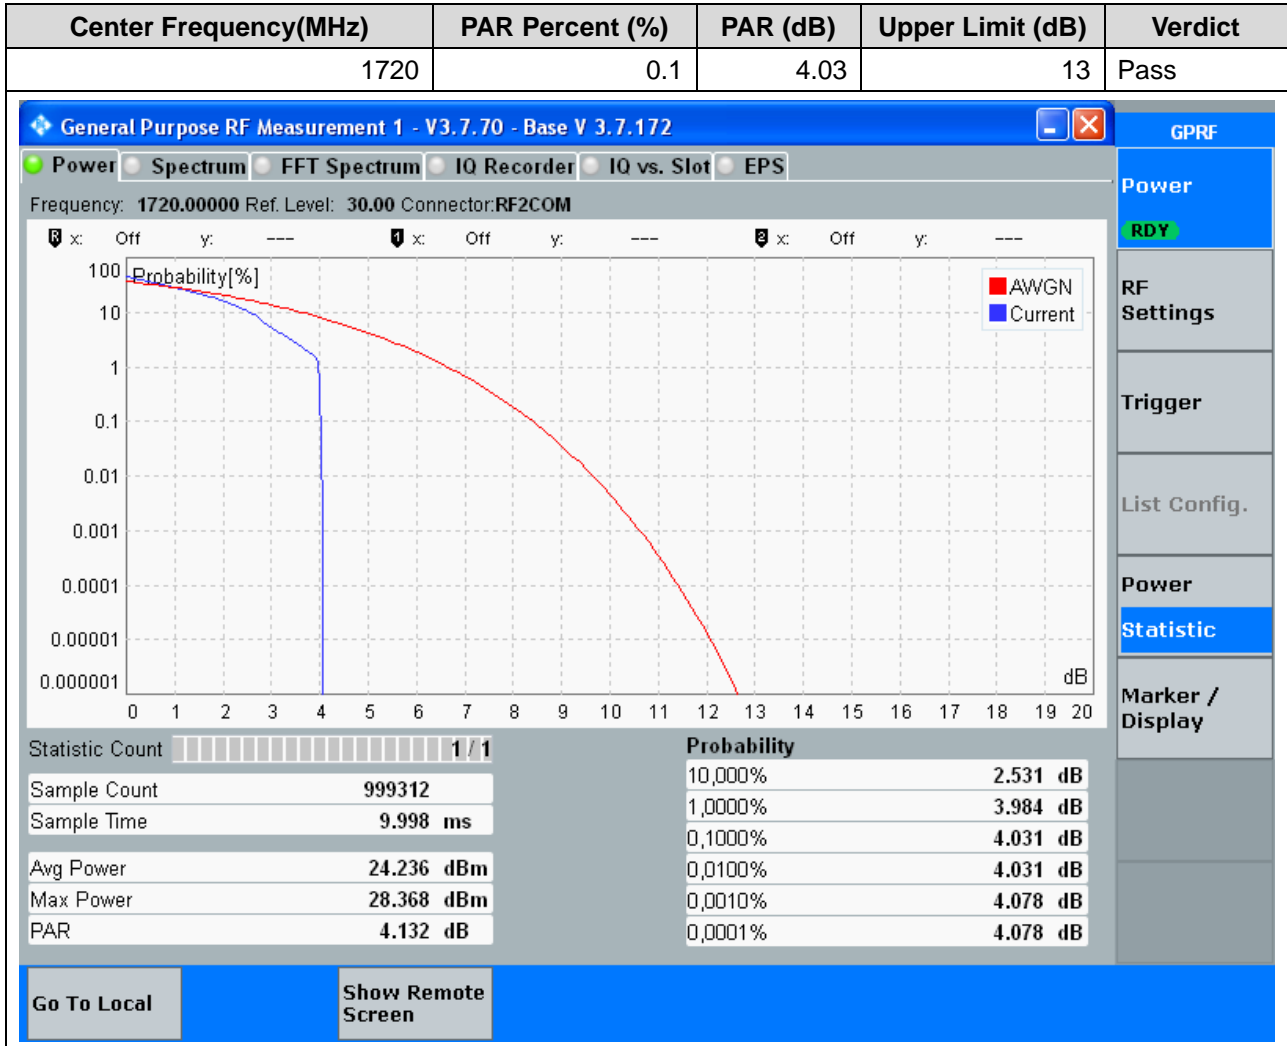 Center Frequency(MHz) PAR Percent (%) PAR (dB) Upper Limit (dB) Verdict
1720 0.1 4.03 13 Pass
General Purpose RF Measurement 1 - V3.7.70 - Base V 3.7.172
GPRF
Power Spectrum FFT Spectrum IQ Recorder IQ vs. Slot EPS
Power
RDY
Frequency: 1720.00000 Ref. Level: 30.00 Connector:RF2COM
R x: Off y: --- 1 x: Off y: --- 2 x: Off y: ---
Probability[%]
100
10
1
0.1
0.01
0.001
0.0001
0.00001
0.000001
AWGN
Current
dB
0 1 2 3 4 5 6 7 8 9 10 11 12 13 14 15 16 17 18 19 20
RF
Settings
Trigger
List Config.
Power
Statistic
Marker /
Display
Statistic Count 1 / 1
Sample Count 999312
Sample Time 9.998 ms
Avg Power 24.236 dBm
Max Power 28.368 dBm
PAR 4.132 dB
Probability
10,000% 2.531 dB
1,0000% 3.984 dB
0,1000% 4.031 dB
0,0100% 4.031 dB
0,0010% 4.078 dB
0,0001% 4.078 dB
Go To Local
Show Remote
Screen